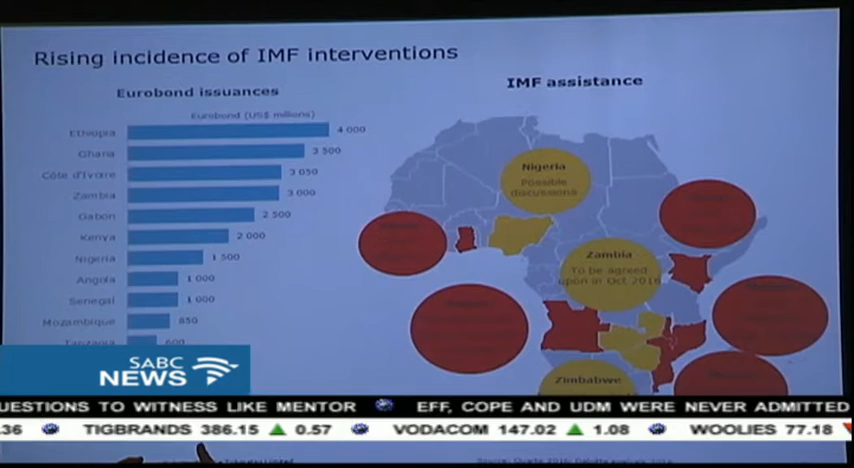 Rising incidence of IMF interventions
Eurobond issuances
Eurobond (US$ millions)
Ethiopia 4 000
Ghana 3 500
Côte d'Ivoire 3 050
Zambia 3 000
Gabon 2 500
Kenya 2 000
Nigeria 1 500
Angola 1 000
Senegal 1 000
Mozambique 850
Tanzania 600
IMF assistance
Nigeria
Possible
discussions
Zambia
To be agreed
upon in Oct 2016
Zimbabwe
SABC
NEWS
UESTIONS TO WITNESS LIKE MENTOR EFF, COPE AND UDM WERE NEVER ADMITTED
.36 TIGBRANDS 386.15 0.57 VODACOM 147.02 1.08 WOOLIES 77.18